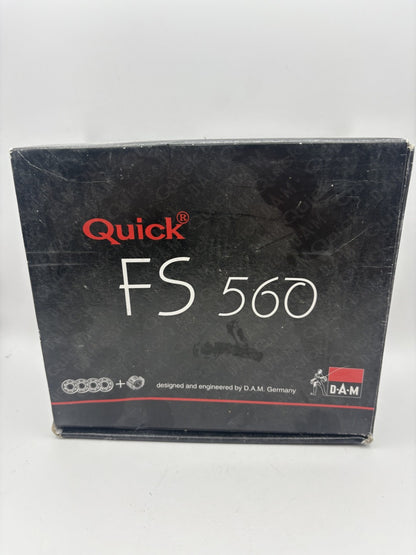 Quick®
FS 560
+
designed and engineered by D.A.M. Germany
D·A·M